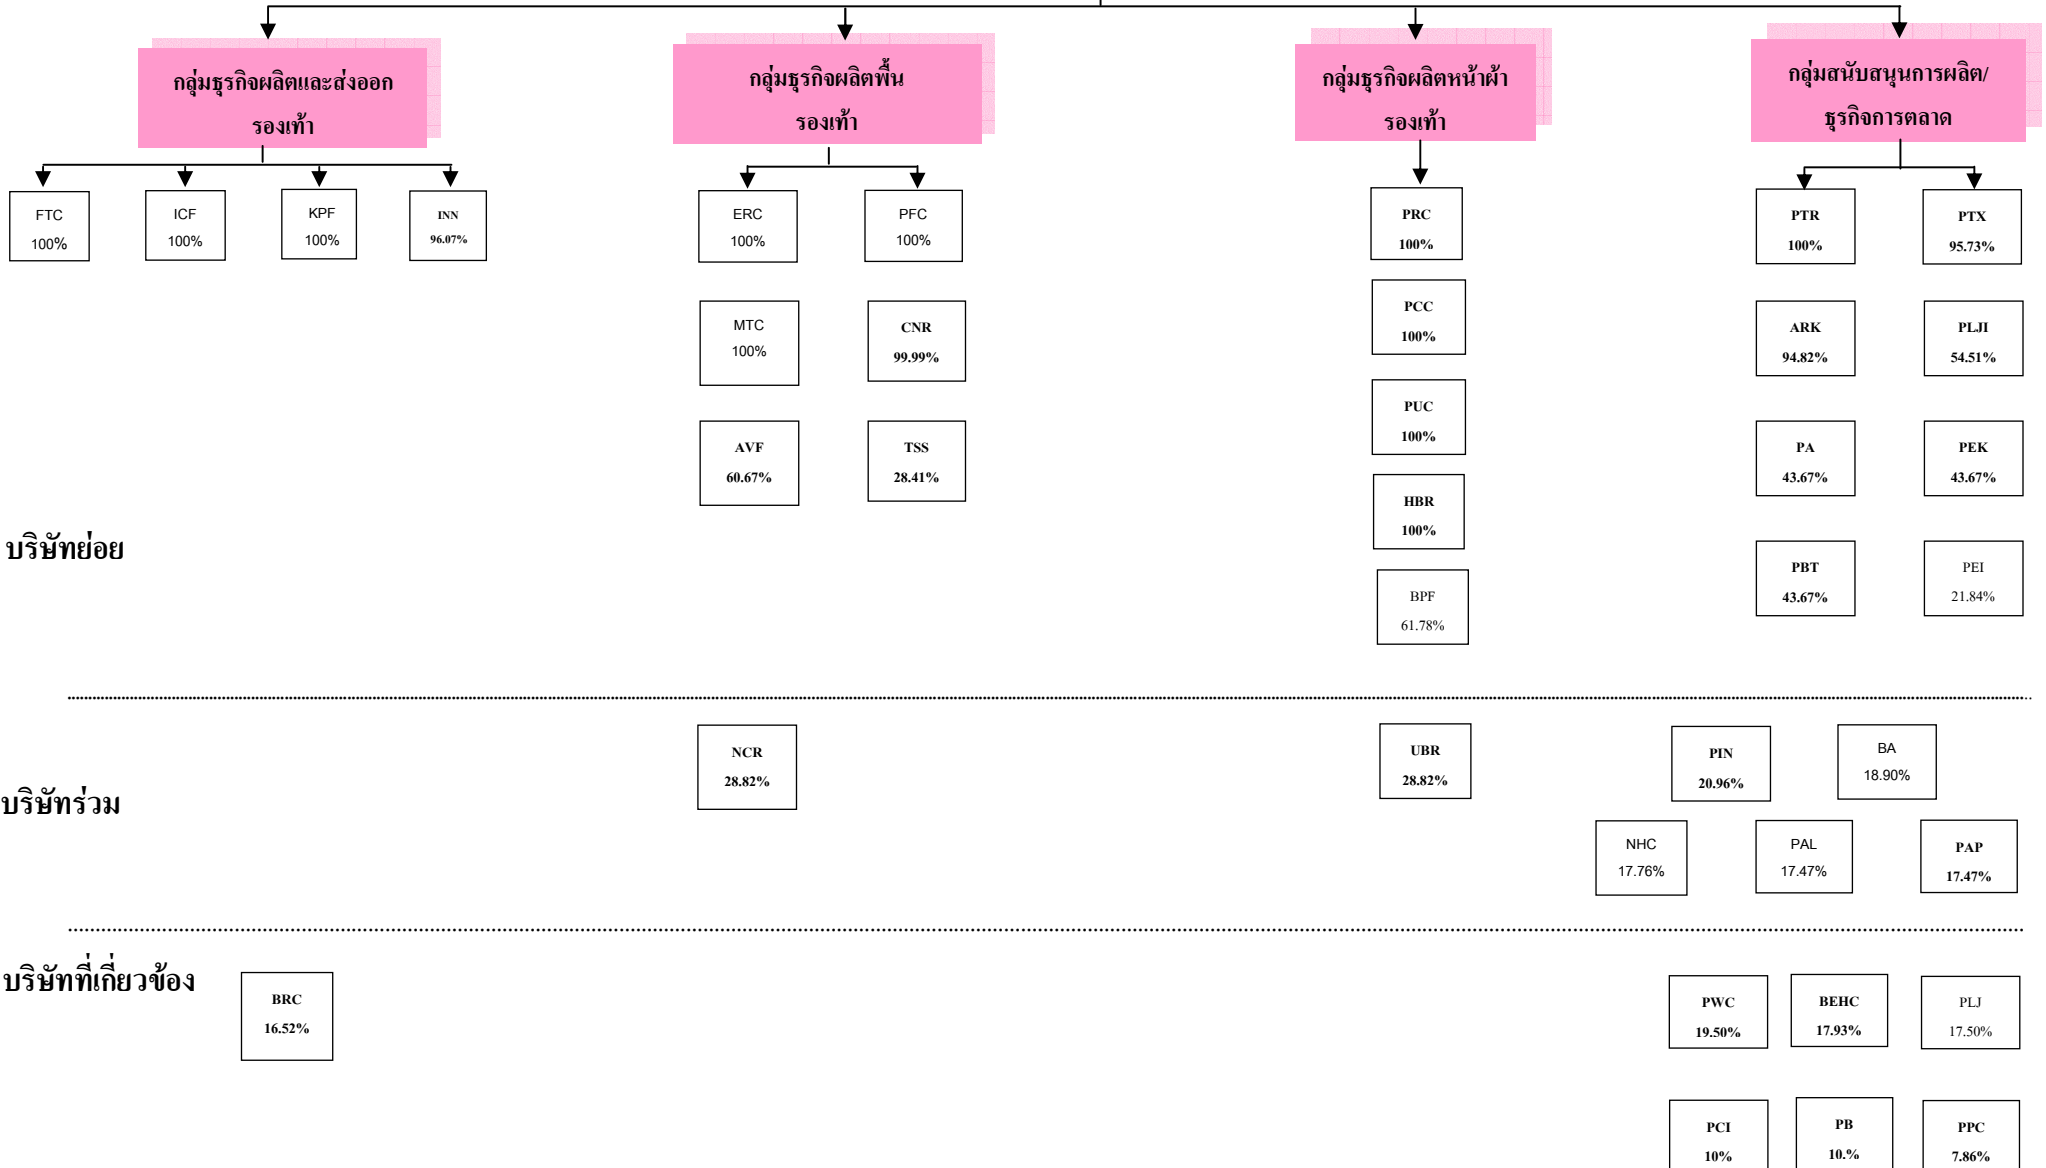 กลุ่มธุรกิจผลิตและส่งออก
รองเท้า
กลุ่มธุรกิจผลิตพื้น
รองเท้า
กลุ่มธุรกิจผลิตหน้าผ้า
รองเท้า
กลุ่มสนับสนุนการผลิต/
ธุรกิจการตลาด
FTC
100%
ICF
100%
KPF
100%
INN
96.07%
ERC
100%
PFC
100%
PRC
100%
PTR
100%
PTX
95.73%
MTC
100%
CNR
99.99%
PCC
100%
ARK
94.82%
PLJI
54.51%
PUC
100%
AVF
60.67%
TSS
28.41%
PA
43.67%
PEK
43.67%
HBR
100%
บริษัทย่อย
BPF
61.78%
PBT
43.67%
PEI
21.84%
NCR
28.82%
UBR
28.82%
PIN
20.96%
BA
18.90%
บริษัทร่วม
NHC
17.76%
PAL
17.47%
PAP
17.47%
บริษัทที่เกี่ยวข้อง
BRC
16.52%
PWC
19.50%
BEHC
17.93%
PLJ
17.50%
PCI
10%
PB
10.%
PPC
7.86%